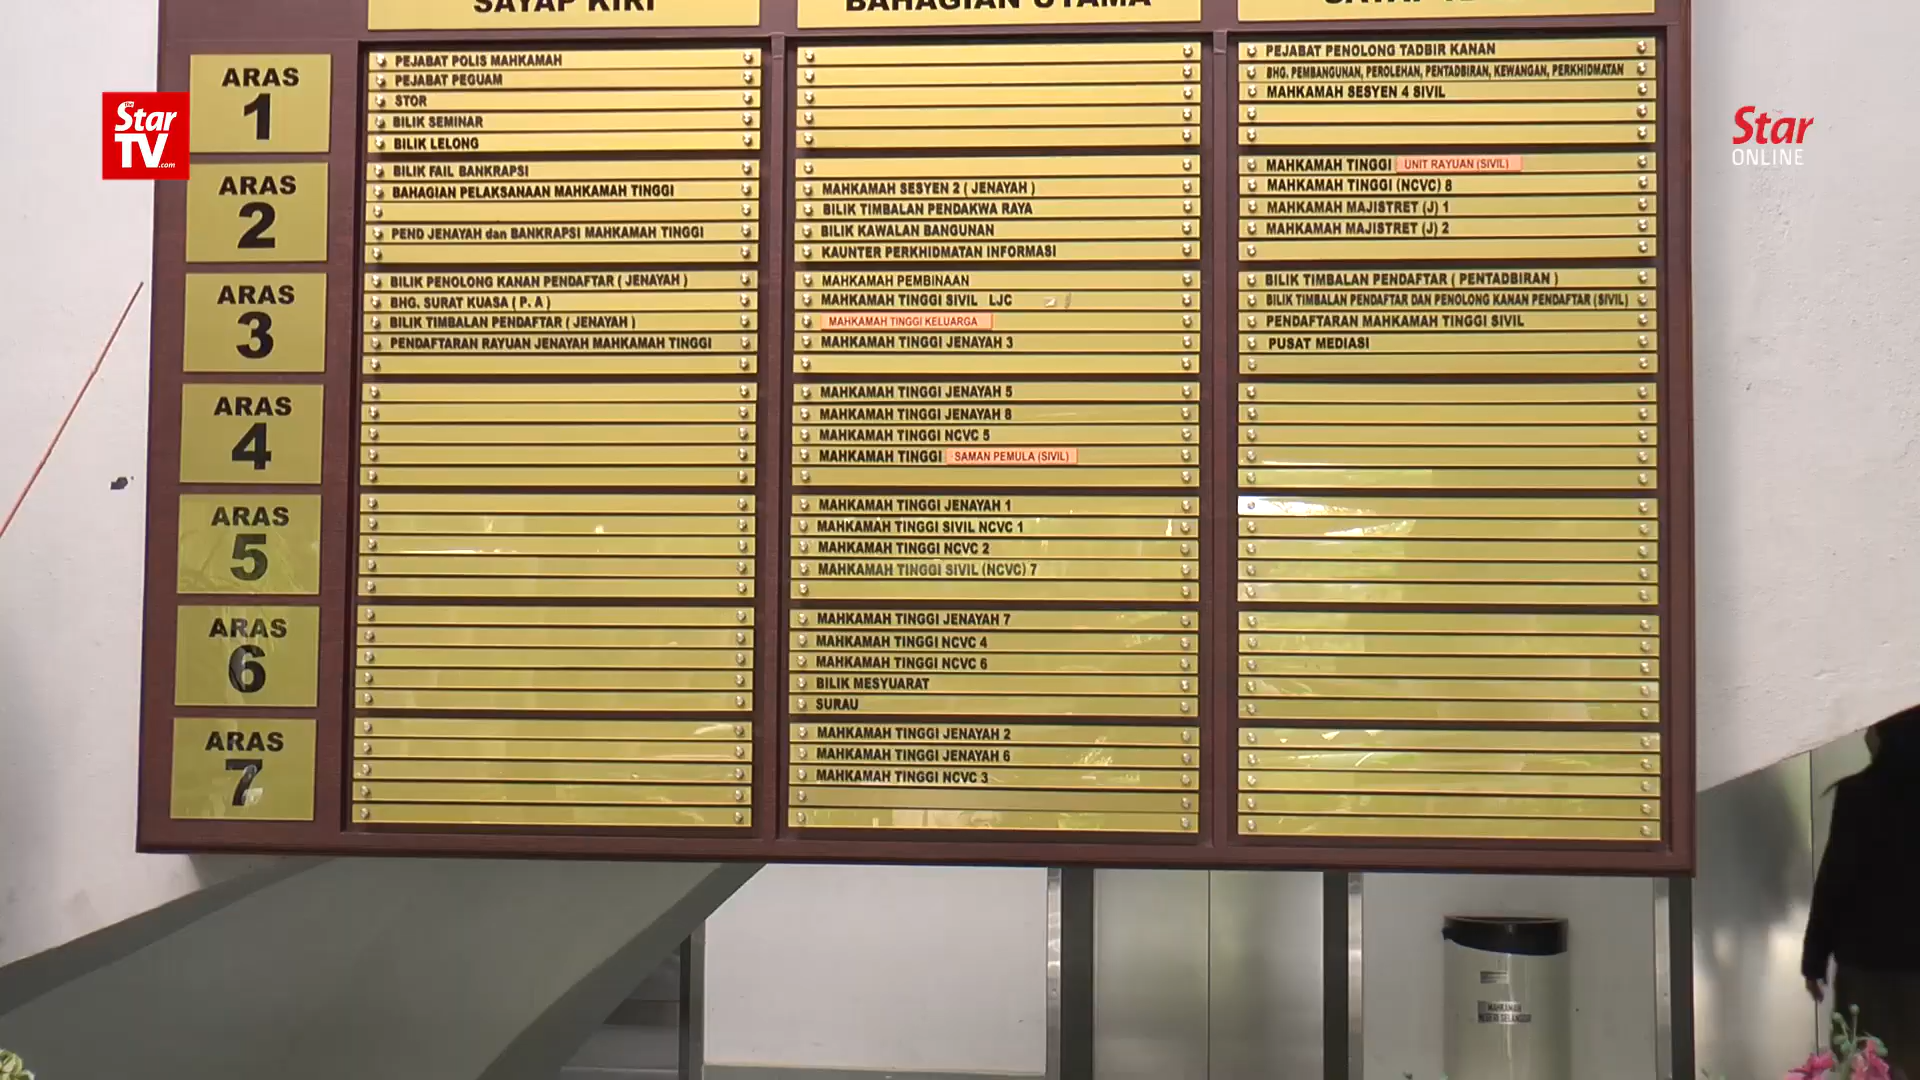 SAYAP KIRI
BAHAGIAN UTAMA
SAYAP
The Star TV.com
Star ONLINE
ARAS 1
PEJABAT POLIS MAHKAMAH
PEJABAT PEGUAM
STOR
BILIK SEMINAR
BILIK LELONG
PEJABAT PENOLONG TADBIR KANAN
BHG. PEMBANGUNAN, PEROLEHAN, PENTADBIRAN, KEWANGAN, PERKHIDMATAN
MAHKAMAH SESYEN 4 SIVIL
ARAS 2
BILIK FAIL BANKRAPSI
BAHAGIAN PELAKSANAAN MAHKAMAH TINGGI
PEND JENAYAH dan BANKRAPSI MAHKAMAH TINGGI
MAHKAMAH SESYEN 2 ( JENAYAH )
BILIK TIMBALAN PENDAKWA RAYA
BILIK KAWALAN BANGUNAN
KAUNTER PERKHIDMATAN INFORMASI
MAHKAMAH TINGGI UNIT RAYUAN (SIVIL)
MAHKAMAH TINGGI (NCVC) 8
MAHKAMAH MAJISTRET (J) 1
MAHKAMAH MAJISTRET (J) 2
ARAS 3
BILIK PENOLONG KANAN PENDAFTAR ( JENAYAH )
BHG. SURAT KUASA ( P. A )
BILIK TIMBALAN PENDAFTAR ( JENAYAH )
PENDAFTARAN RAYUAN JENAYAH MAHKAMAH TINGGI
MAHKAMAH PEMBINAAN
MAHKAMAH TINGGI SIVIL LJC
MAHKAMAH TINGGI KELUARGA
MAHKAMAH TINGGI JENAYAH 3
BILIK TIMBALAN PENDAFTAR ( PENTADBIRAN )
BILIK TIMBALAN PENDAFTAR DAN PENOLONG KANAN PENDAFTAR (SIVIL)
PENDAFTARAN MAHKAMAH TINGGI SIVIL
PUSAT MEDIASI
ARAS 4
MAHKAMAH TINGGI JENAYAH 5
MAHKAMAH TINGGI JENAYAH 8
MAHKAMAH TINGGI NCVC 5
MAHKAMAH TINGGI SAMAN PEMULA (SIVIL)
ARAS 5
MAHKAMAH TINGGI JENAYAH 1
MAHKAMAH TINGGI SIVIL NCVC 1
MAHKAMAH TINGGI NCVC 2
MAHKAMAH TINGGI SIVIL (NCVC) 7
ARAS 6
MAHKAMAH TINGGI JENAYAH 7
MAHKAMAH TINGGI NCVC 4
MAHKAMAH TINGGI NCVC 6
BILIK MESYUARAT
SURAU
ARAS 7
MAHKAMAH TINGGI JENAYAH 2
MAHKAMAH TINGGI JENAYAH 6
MAHKAMAH TINGGI NCVC 3
MAHKAMAH
NEGERI SELANGOR